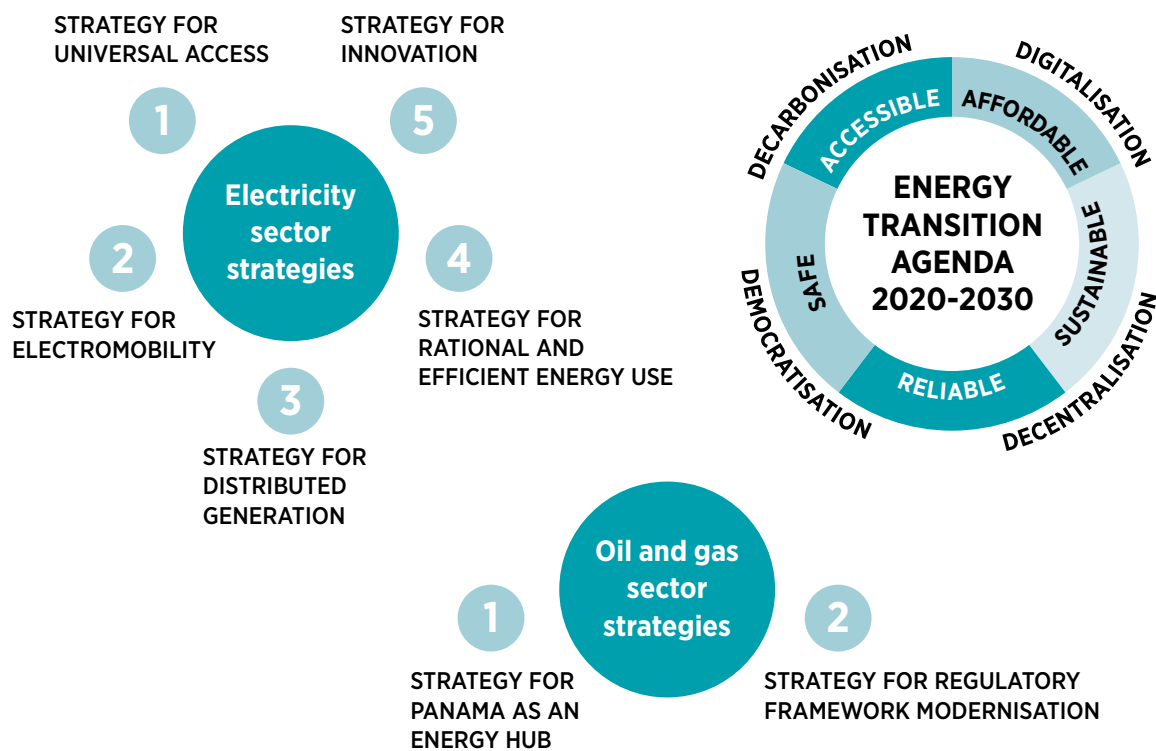 STRATEGY FOR
UNIVERSAL ACCESS
1
STRATEGY FOR
INNOVATION
5
Electricity
sector
strategies
2
STRATEGY FOR
ELECTROMOBILITY
4
STRATEGY FOR
RATIONAL AND
EFFICIENT ENERGY USE
3
STRATEGY FOR
DISTRIBUTED
GENERATION
DECARBONISATION
DIGITALISATION
DECENTRALISATION
DEMOCRATISATION
ACCESSIBLE
AFFORDABLE
SUSTAINABLE
RELIABLE
SAFE
ENERGY
TRANSITION
AGENDA
2020-2030
Oil and gas
sector
strategies
1
STRATEGY FOR
PANAMA AS AN
ENERGY HUB
2
STRATEGY FOR REGULATORY
FRAMEWORK MODERNISATION